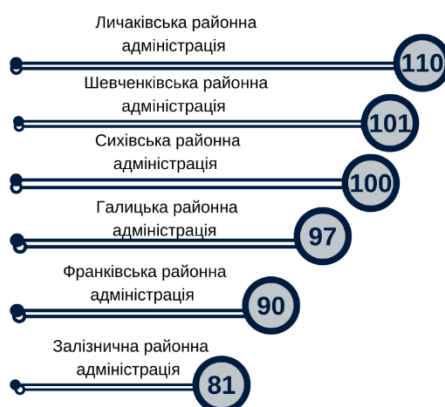 Личаківська районна
адміністрація
110
Шевченківська районна
адміністрація
101
Сихівська районна
адміністрація
100
Галицька районна
адміністрація
97
Франківська районна
адміністрація
90
Залізнична районна
адміністрація
81